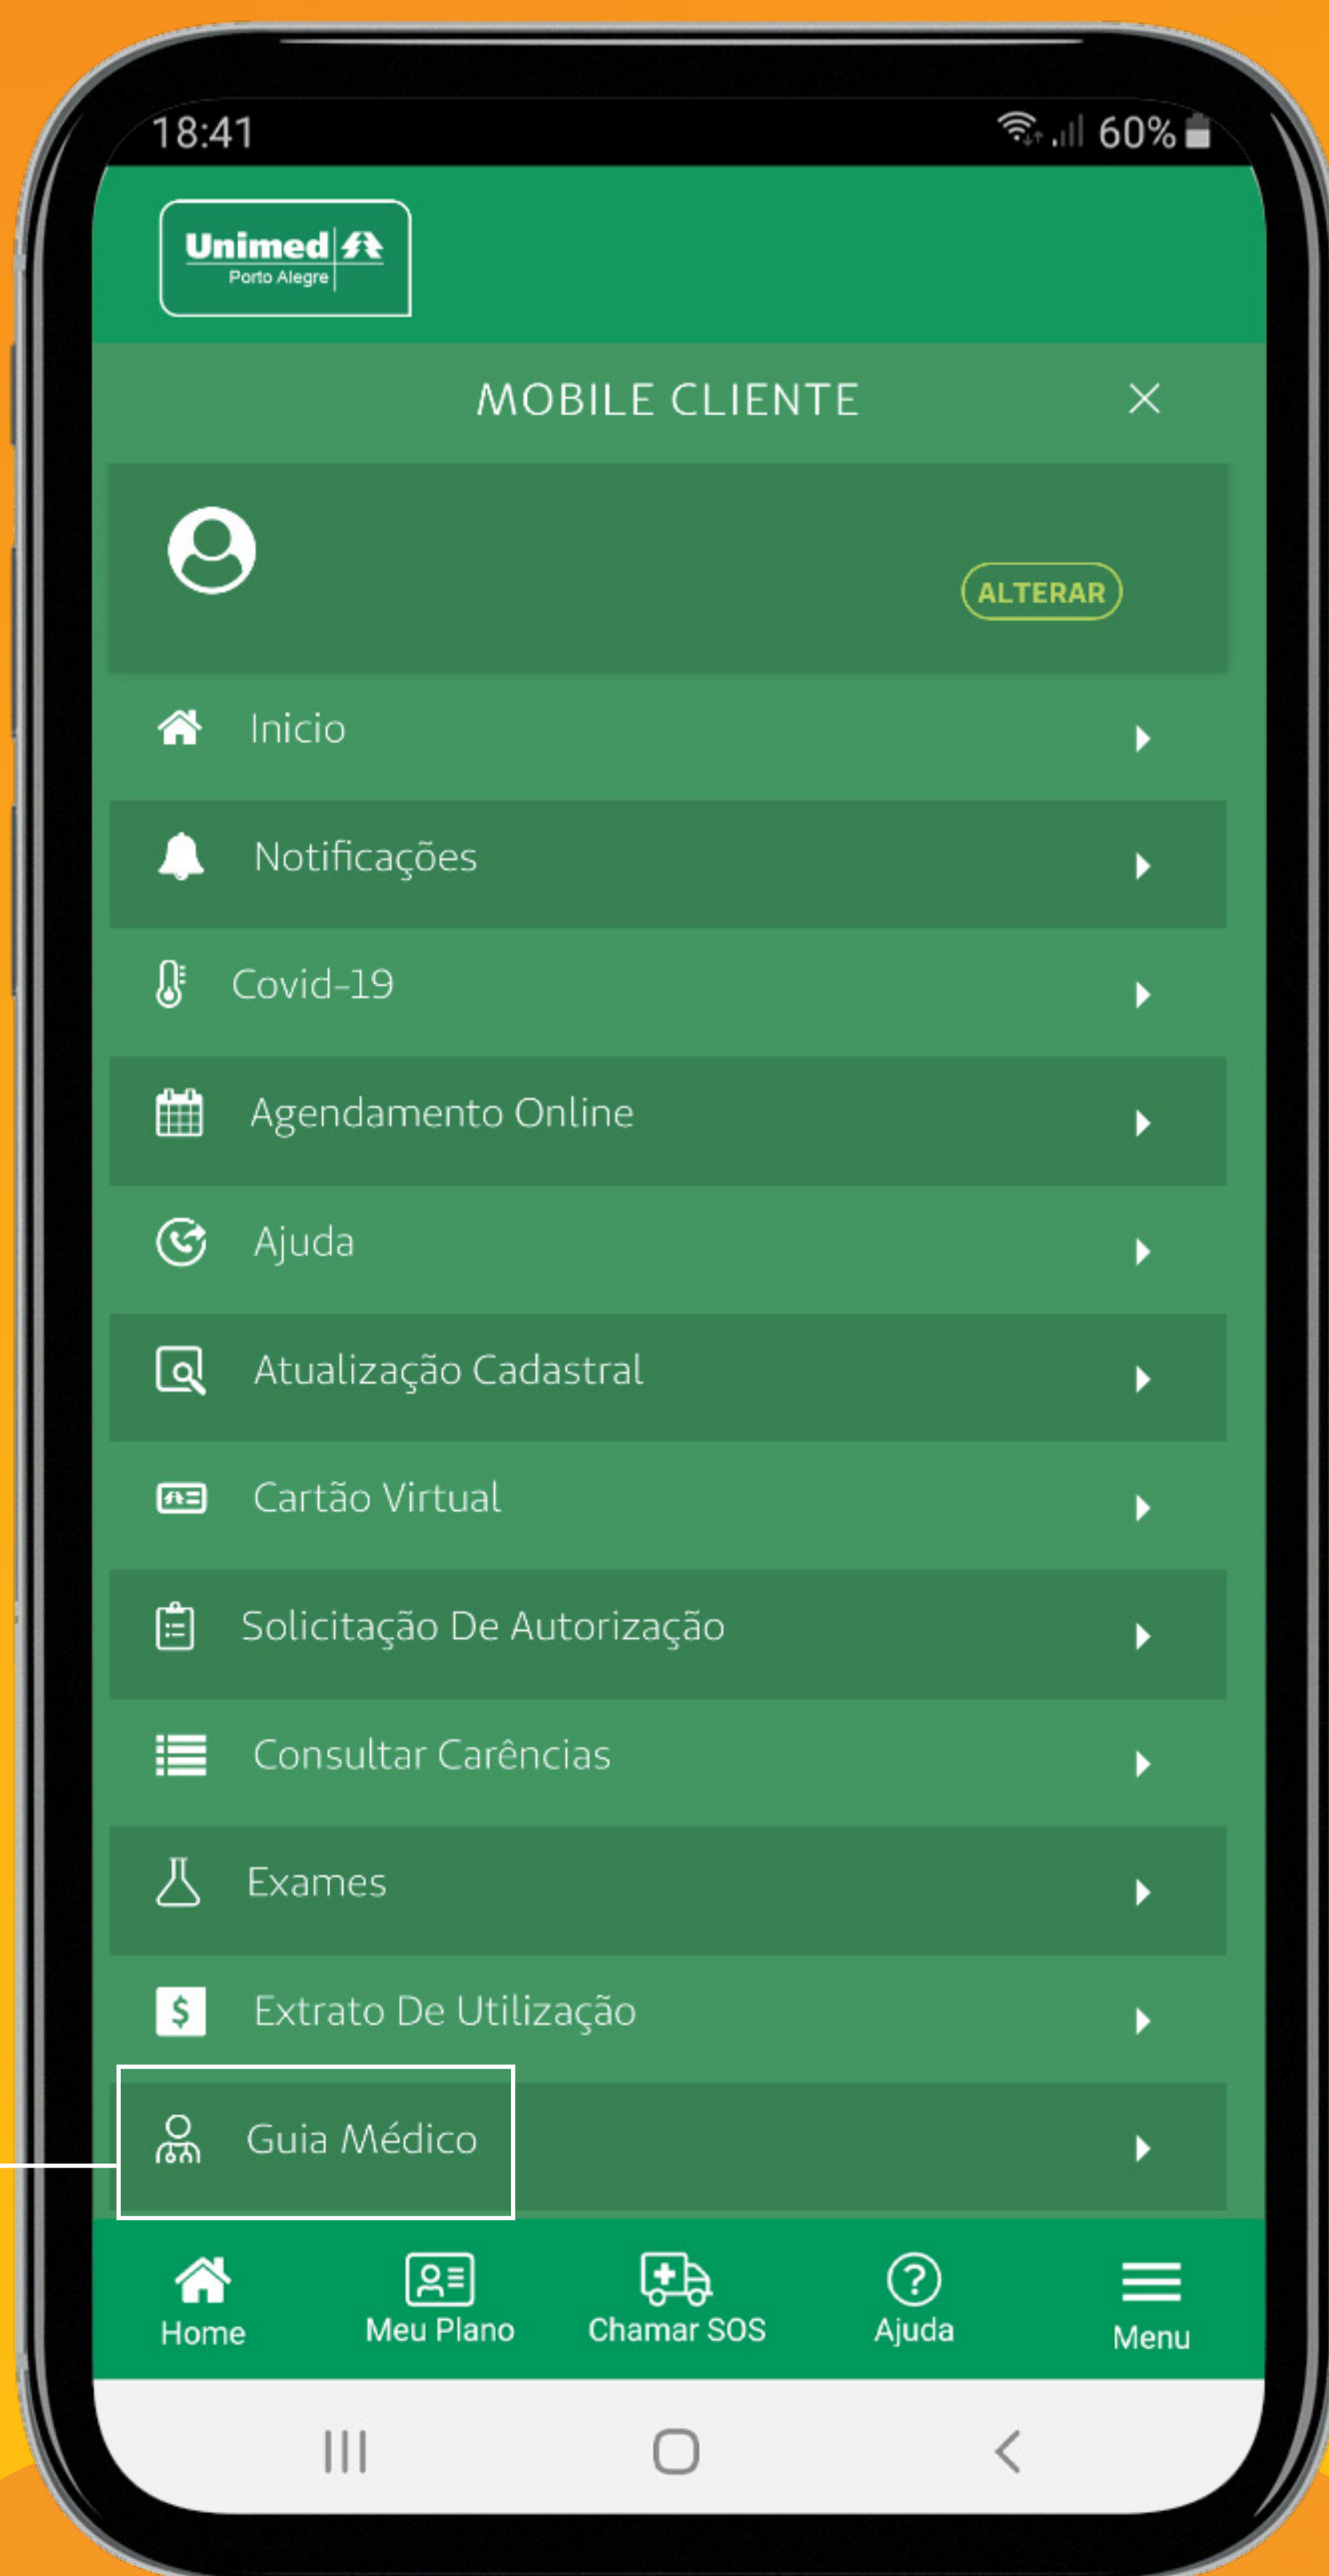 18:41 60%
Unimed
Porto Alegre
MOBILE CLIENTE
ALTERAR
Inicio
Notificações
Covid-19
Agendamento Online
Ajuda
Atualização Cadastral
Cartão Virtual
Solicitação De Autorização
Consultar Carências
Exames
Extrato De Utilização
Guia Médico
Home Meu Plano Chamar SOS Ajuda Menu